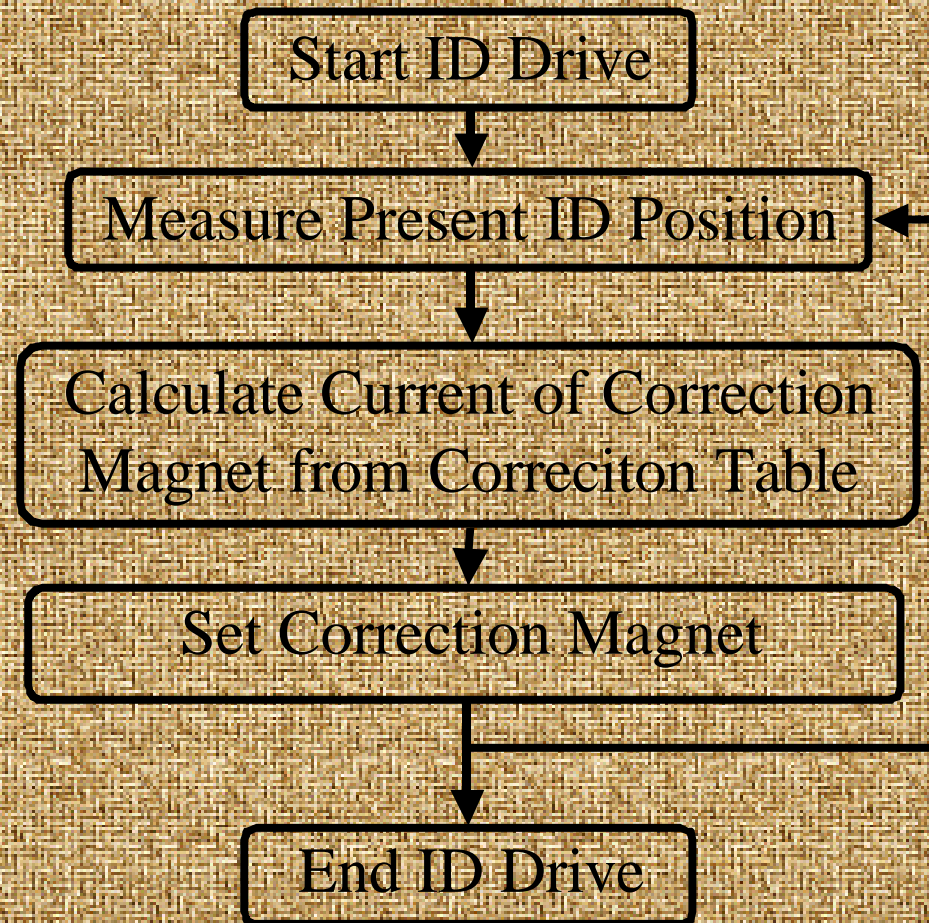 Start ID Drive
Measure Present ID Position
Calculate Current of Correction
Magnet from Correciton Table
Set Correction Magnet
End ID Drive